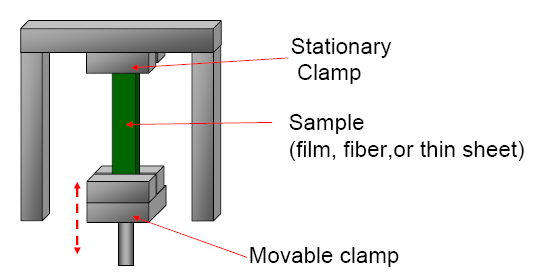 Stationary
Clamp
Sample
(film, fiber,or thin sheet)
Movable clamp